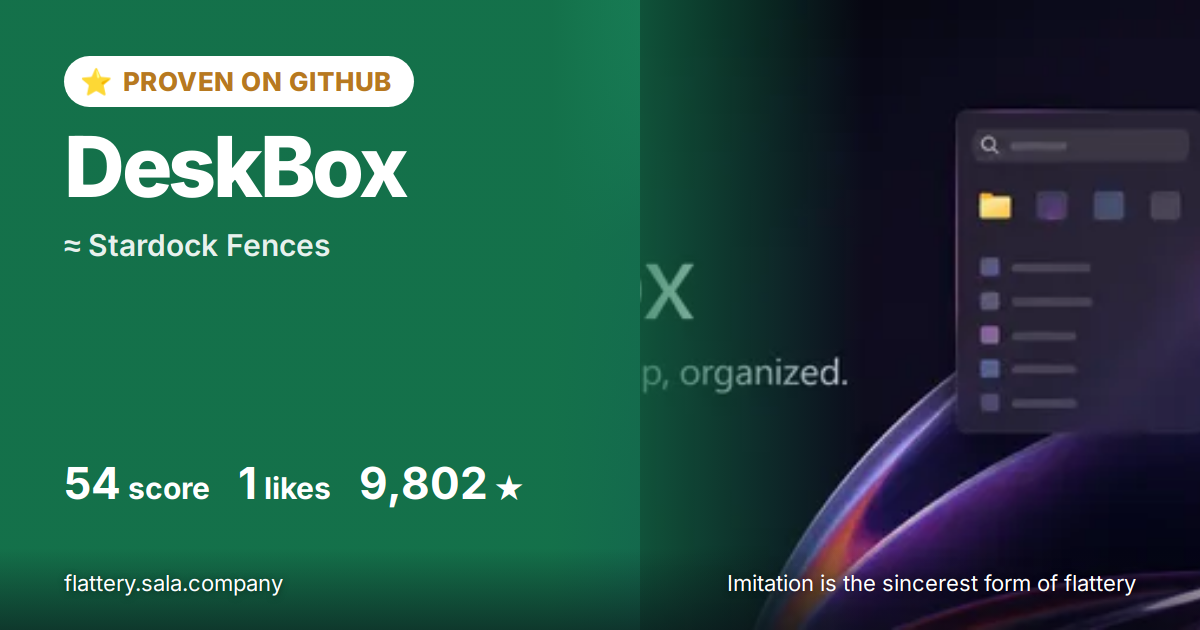 ⭐ PROVEN ON GITHUB
DeskBox
≈ Stardock Fences
54 score 1 likes 9,802 ★
x
p, organized.
flattery.sala.company
Imitation is the sincerest form of flattery